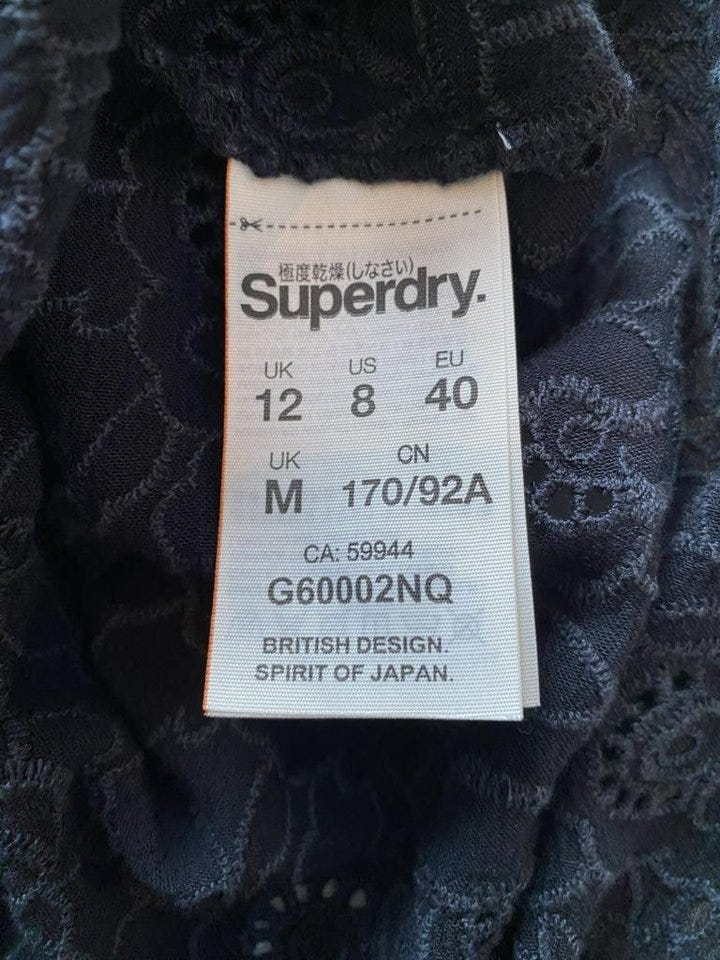 極度乾燥(しなさい)
Superdry.
UK US EU
12 8 40
UK CN
M 170/92A
CA: 59944
G60002NQ
BRITISH DESIGN.
SPIRIT OF JAPAN.